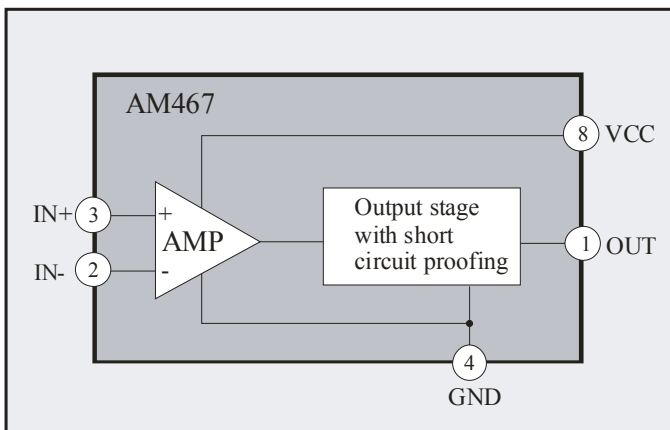 AM467
8
VCC
IN+
3
+
Output stage
with short
circuit proofing
AMP
1
OUT
IN-
2
-
4
GND